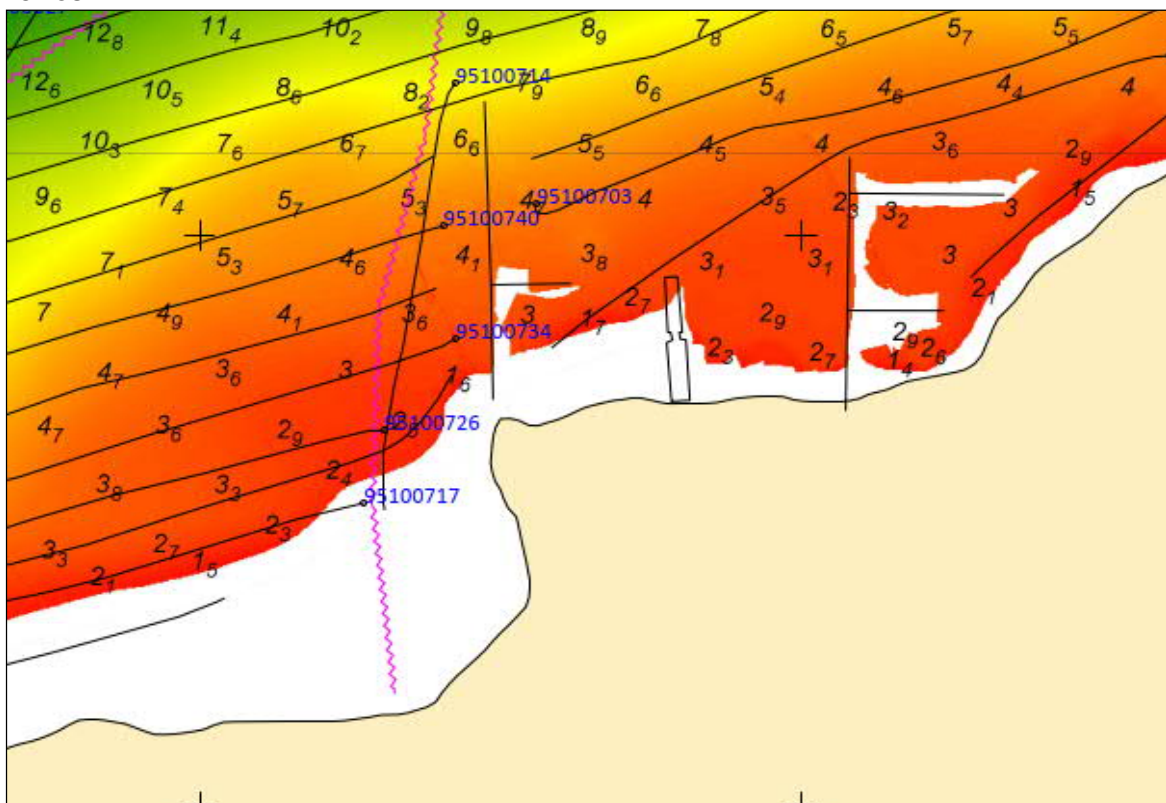 12₈ 11₄ 10₂ 9₈ 8₉ 7₈ 6₅ 5₇ 5₅
12₆ 10₅ 8₆ 8₂ 95100714 7₉ 6₆ 5₄ 4₆ 4₄ 4
10₃ 7₆ 6₇ 6₆ 5₅ 4₅ 4 3₆ 2₉
9₆ 7₄ 5₇ 5₃ 95100703 4 3₅ 2₃ 3₂ 3 1₅
95100740
7₁ 5₃ 4₆ 4₁ 3₈ 3₁ 3₁ 3 2₁
7 4₉ 4₁ 3₆ 3 1₇ 2₇ 2₉ 2₉
95100734
4₇ 3₆ 3 1₆ 2₃ 2₇ 1₄ 2₆
4₇ 3₆ 2₉ 95100726
3₈ 3₃ 2₄ 95100717
3₃ 2₇ 2₃
2₁ 1₅